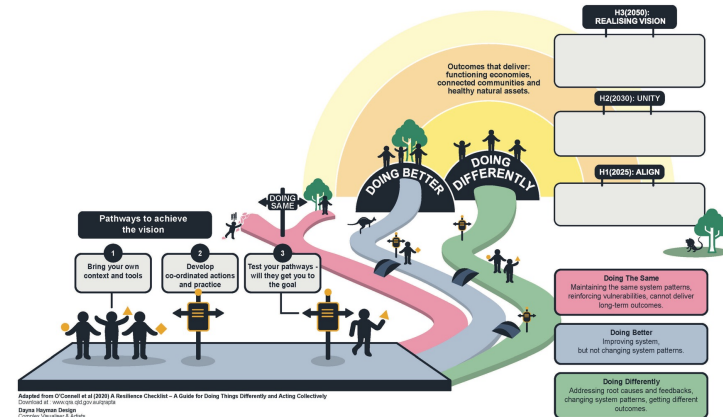 H3(2050):
REALISING VISION
Outcomes that deliver:
functioning economies,
connected communities and
healthy natural assets.
H2(2030): UNITY
H1(2025): ALIGN
DOING BETTER
DOING
DIFFERENTLY
DOING
SAME
Pathways to achieve
the vision
1
Bring your own
context and tools
2
Develop
co-ordinated actions
and practice
3
Test your pathways -
will they get you to
the goal
Doing The Same
Maintaining the same system patterns,
reinforcing vulnerabilities, cannot deliver
long-term outcomes.
Doing Better
Improving system,
but not changing system patterns.
Doing Differently
Addressing root causes and feedbacks,
changing system patterns, getting different
outcomes.
Adapted from O'Connell et al (2020) A Resilience Checklist – A Guide for Doing Things Differently and Acting Collectively
Download at : www.qra.qld.gov.au/qrapta
Dayna Hayman Design
Complex Visualiser & Artist